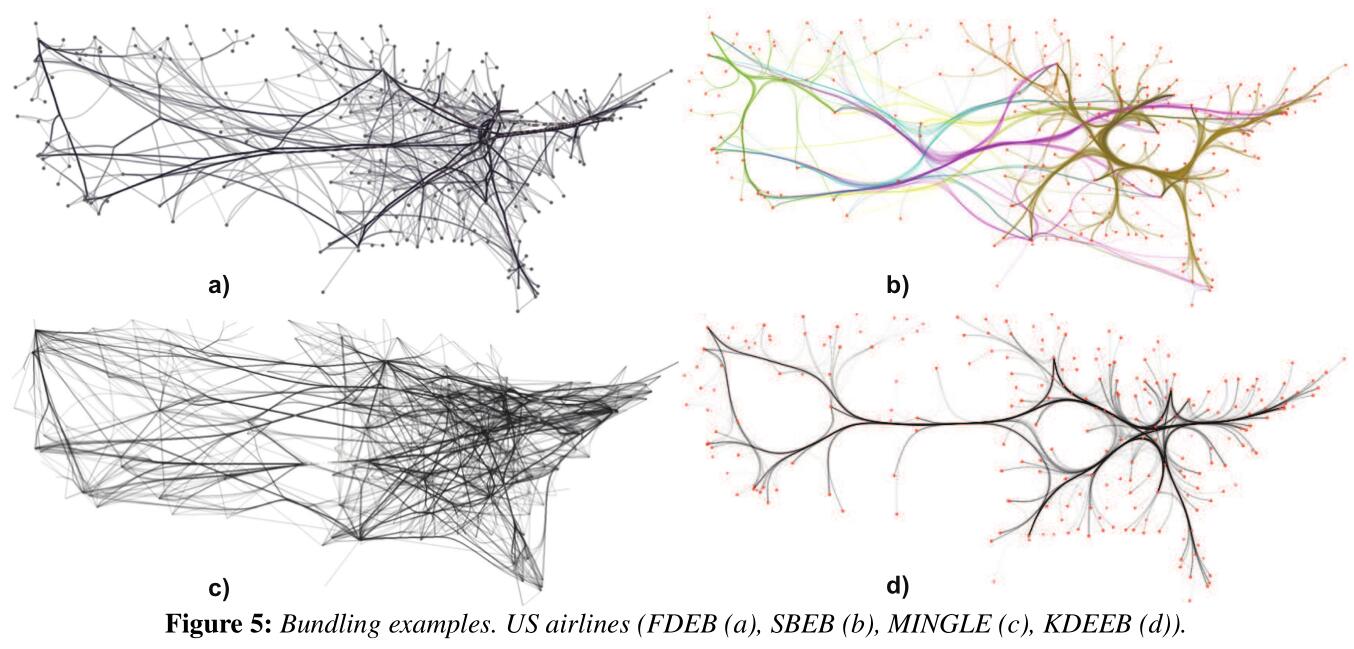 a)
b)
c)
d)
Figure 5: Bundling examples. US airlines (FDEB (a), SBEB (b), MINGLE (c), KDEEB (d)).